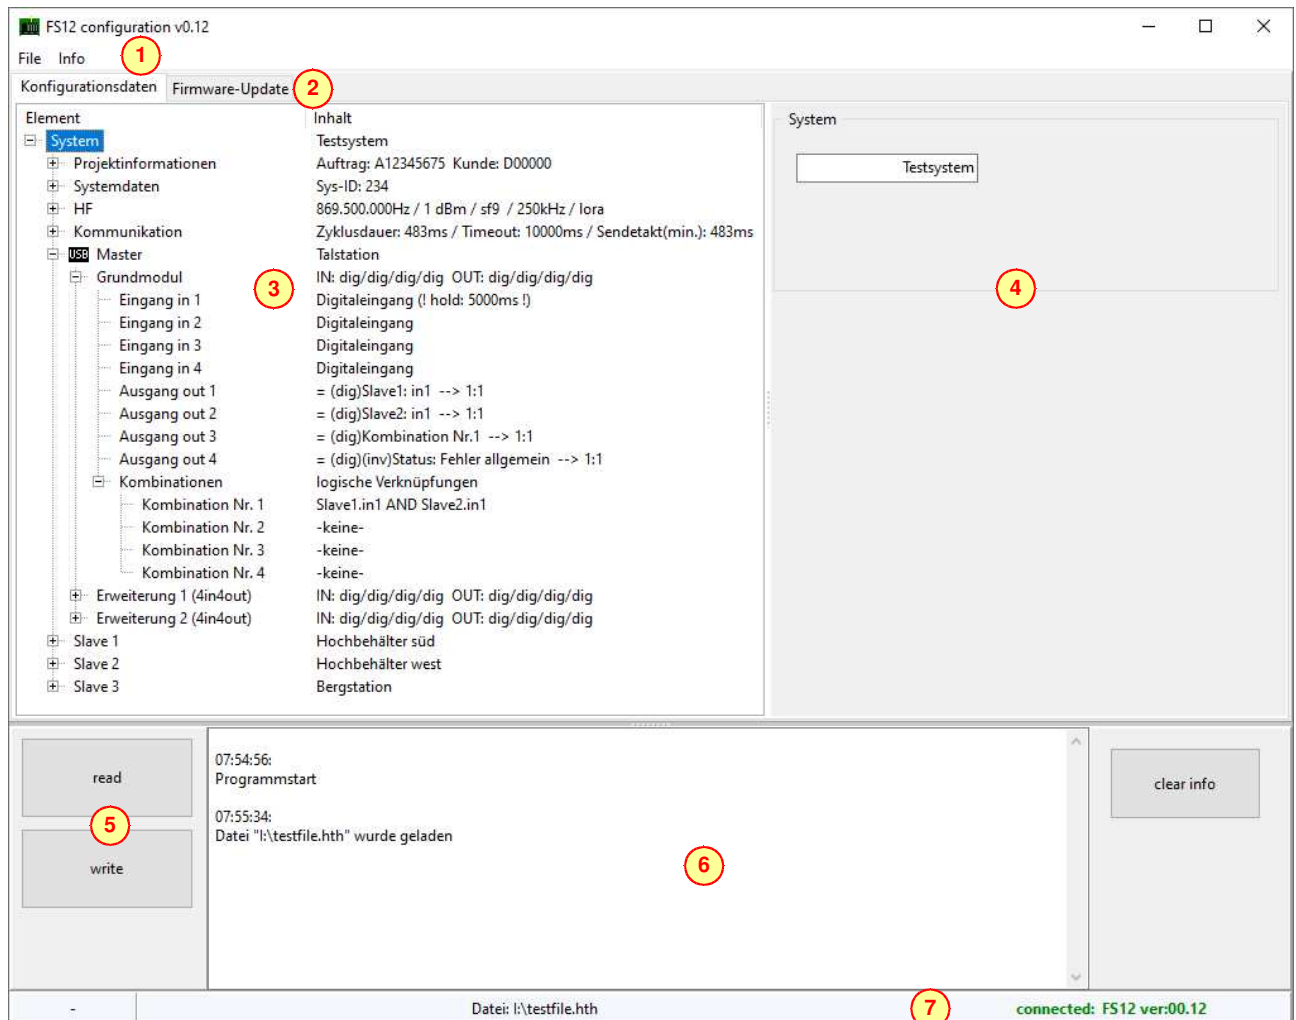 FS12 configuration v0.12
File Info 1
Konfigurationsdaten Firmware-Update 2
Element Inhalt
System Testsystem
Projektinformationen Auftrag: A12345675 Kunde: D00000
Systemdaten Sys-ID: 234
HF 869.500.000Hz / 1 dBm / sf9 / 250kHz / lora
Kommunikation Zyklusdauer: 483ms / Timeout: 10000ms / Sendetakt(min.): 483ms
USB Master Talstation
Grundmodul IN: dig/dig/dig/dig OUT: dig/dig/dig/dig
3
Eingang in 1 Digitaleingang (! hold: 5000ms !)
Eingang in 2 Digitaleingang
Eingang in 3 Digitaleingang
Eingang in 4 Digitaleingang
Ausgang out 1 = (dig)Slave1: in1 --> 1:1
Ausgang out 2 = (dig)Slave2: in1 --> 1:1
Ausgang out 3 = (dig)Kombination Nr.1 --> 1:1
Ausgang out 4 = (dig)(inv)Status: Fehler allgemein --> 1:1
Kombinationen logische Verknüpfungen
Kombination Nr. 1 Slave1.in1 AND Slave2.in1
Kombination Nr. 2 -keine-
Kombination Nr. 3 -keine-
Kombination Nr. 4 -keine-
Erweiterung 1 (4in4out) IN: dig/dig/dig/dig OUT: dig/dig/dig/dig
Erweiterung 2 (4in4out) IN: dig/dig/dig/dig OUT: dig/dig/dig/dig
Slave 1 Hochbehälter süd
Slave 2 Hochbehälter west
Slave 3 Bergstation
System
Testsystem
4
read
5
write
07:54:56:
Programmstart
07:55:34:
Datei "I:\testfile.hth" wurde geladen
6
clear info
- Datei: I:\testfile.hth 7 connected: FS12 ver:00.12